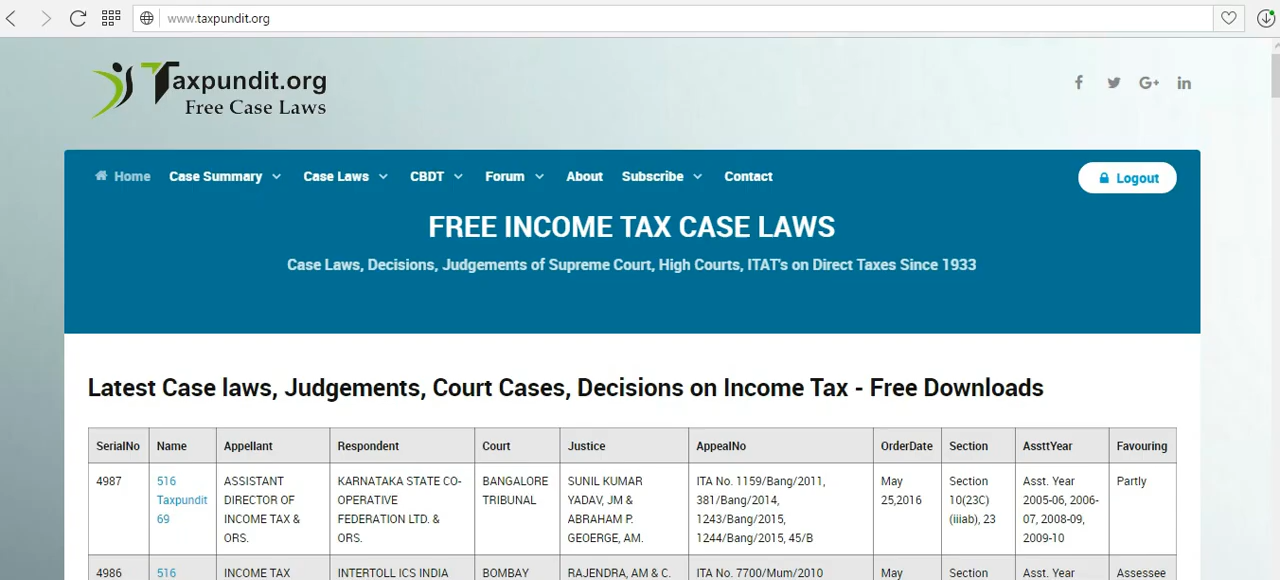 www.taxpundit.org
Taxpundit.org
Free Case Laws
G+ in
Home Case Summary Case Laws CBDT Forum About Subscribe Contact Logout
FREE INCOME TAX CASE LAWS
Case Laws, Decisions, Judgements of Supreme Court, High Courts, ITAT's on Direct Taxes Since 1933
Latest Case laws, Judgements, Court Cases, Decisions on Income Tax - Free Downloads
SerialNo Name Appellant Respondent Court Justice AppealNo OrderDate Section AssttYear Favouring
4987 516 ASSISTANT KARNATAKA STATE CO- BANGALORE SUNIL KUMAR ITA No. 1159/Bang/2011, May Section Asst. Year Partly
Taxpundit DIRECTOR OF OPERATIVE TRIBUNAL YADAV, JM & 381/Bang/2014, 25,2016 10(23C) 2005-06, 2006-
69 INCOME TAX & FEDERATION LTD. & ABRAHAM P. 1243/Bang/2015, (iiiab), 23 07, 2008-09,
ORS. ORS. GEOERGE, AM. 1244/Bang/2015, 45/B 2009-10
4986 516 INCOME TAX INTERTOLL ICS INDIA BOMBAY RAJENDRA, AM & C. ITA No. 7700/Mum/2010 May Section Asst. Year Assessee